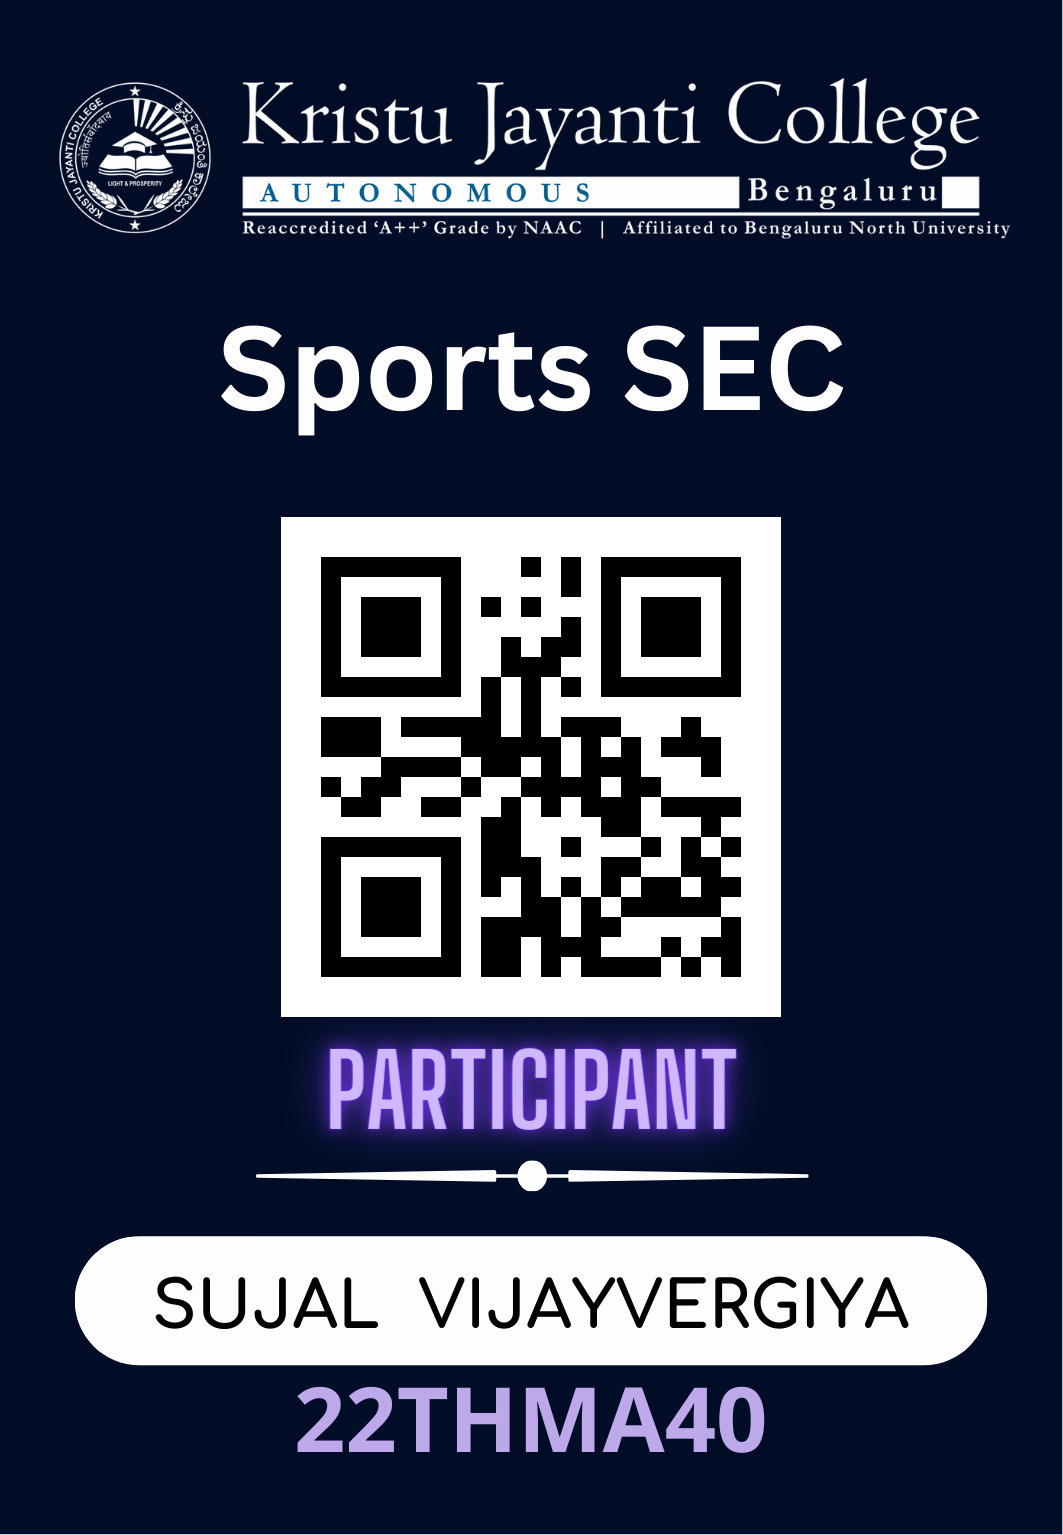 Kristu Jayanti College
AUTONOMOUS Bengaluru
Reaccredited ‘A++’ Grade by NAAC | Affiliated to Bengaluru North University
KRISTU JAYANTI COLLEGE
ಕ್ರಿಸ್ತು ಜಯಂತಿ ಕಾಲೇಜು
LIGHT & PROSPERITY
Sports SEC
PARTICIPANT
SUJAL VIJAYVERGIYA
22THMA40